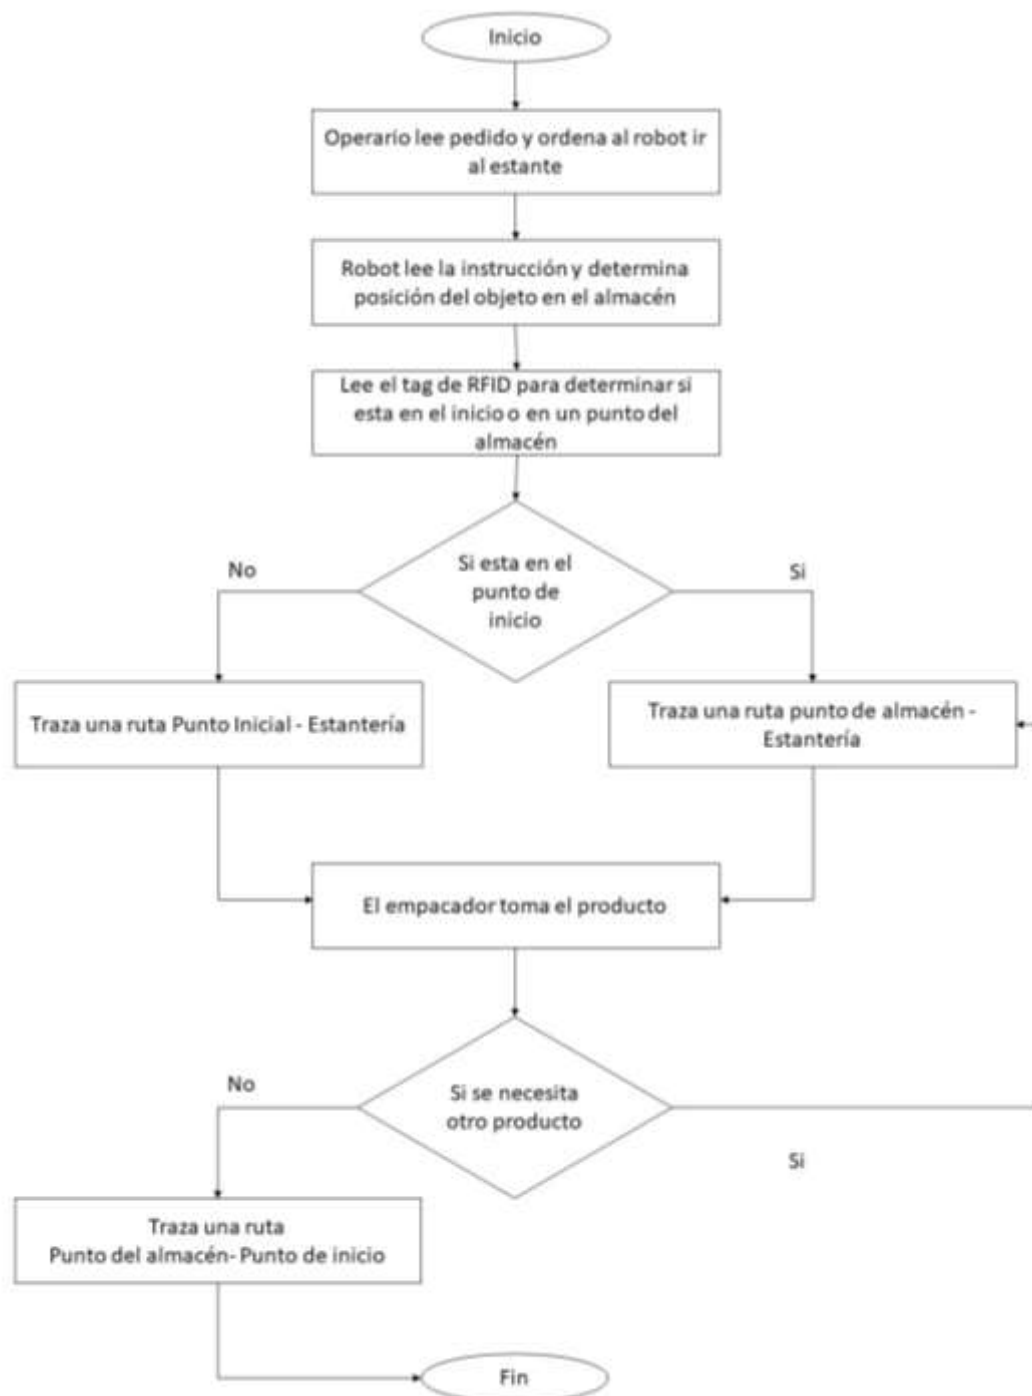 Inicio
Operario lee pedido y ordena al robot ir
al estante
Robot lee la instrucción y determina
posición del objeto en el almacén
Lee el tag de RFID para determinar si
esta en el inicio o en un punto del
almacén
Si esta en el
punto de
inicio
No
Si
Traza una ruta Punto Inicial - Estantería
Traza una ruta punto de almacén -
Estantería
El empacador toma el producto
Si se necesita
otro producto
No
Si
Traza una ruta
Punto del almacén- Punto de inicio
Fin